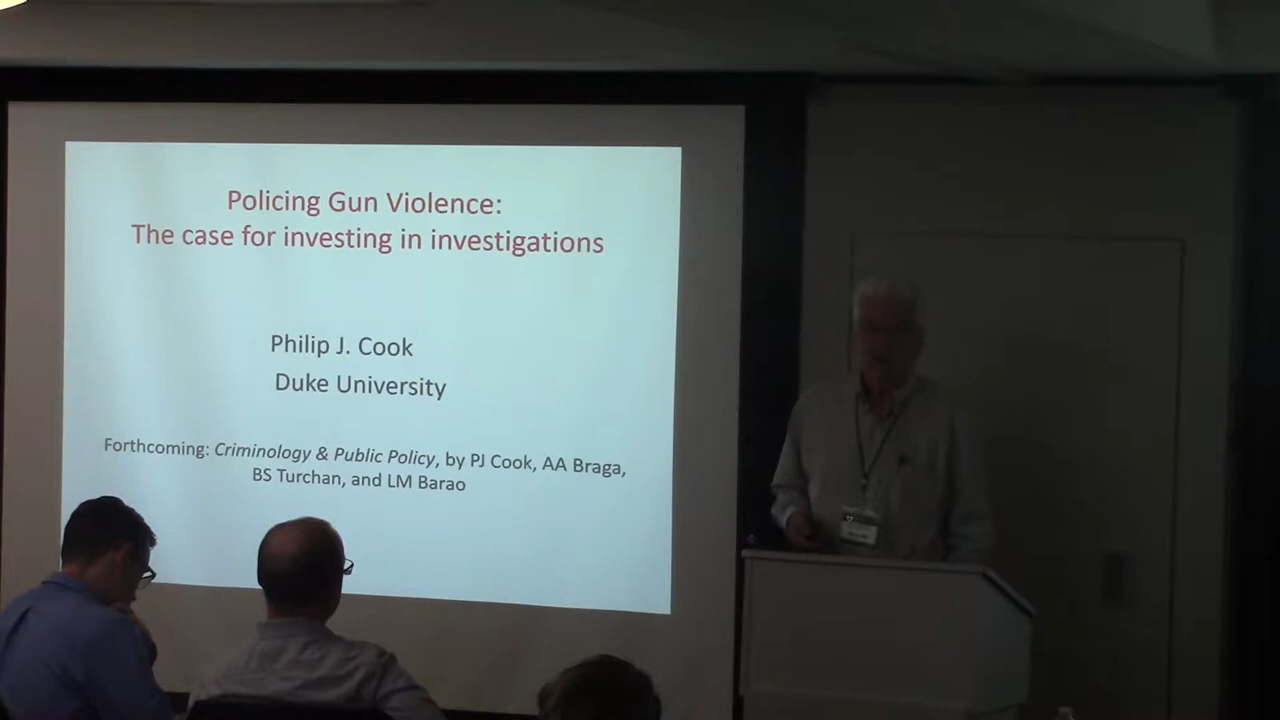 Policing Gun Violence:
The case for investing in investigations
Philip J. Cook
Duke University
Forthcoming: Criminology & Public Policy, by PJ Cook, AA Braga,
BS Turchan, and LM Barao